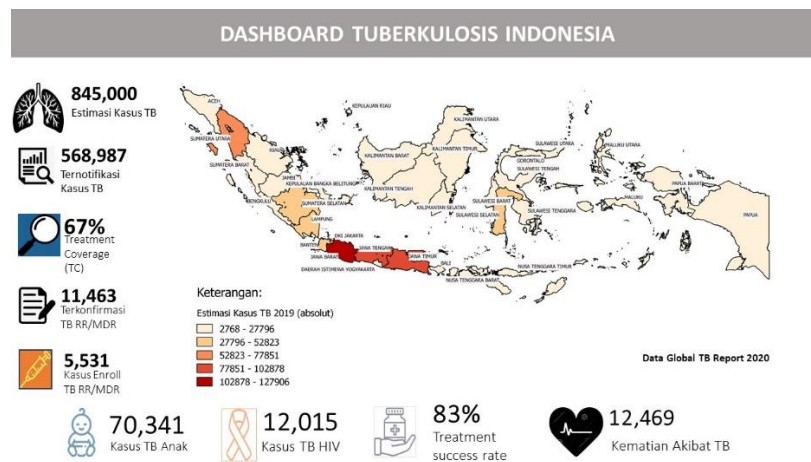 DASHBOARD TUBERKULOSIS INDONESIA
845,000
Estimasi Kasus TB
568,987
Ternotifikasi
Kasus TB
67%
Treatment
Coverage
(TC)
11,463
Terkonfirmasi
TB RR/MDR
5,531
Kasus Enroll
TB RR/MDR
ACEH
SUMATERA UTARA
KEPULAUAN RIAU
RIAU
SUMATERA BARAT
JAMBI
KEPULAUAN BANGKA BELITUNG
BENGKULU
SUMATERA SELATAN
LAMPUNG
DKI JAKARTA
BANTEN
JAWA BARAT
JAWA TENGAH
JAWA TIMUR
DAERAH ISTIMEWA YOGYAKARTA
BALI
NUSA TENGGARA BARAT
NUSA TENGGARA TIMUR
KALIMANTAN UTARA
KALIMANTAN BARAT
KALIMANTAN TIMUR
KALIMANTAN TENGAH
KALIMANTAN SELATAN
SULAWESI UTARA
GORONTALO
SULAWESI TENGAH
SULAWESI BARAT
SULAWESI SELATAN
SULAWESI TENGGARA
MALUKU UTARA
MALUKU
PAPUA BARAT
PAPUA
Keterangan:
Estimasi Kasus TB 2019 (absolut)
2768 - 27796
27796 - 52823
52823 - 77851
77851 - 102878
102878 - 127906
Data Global TB Report 2020
70,341
Kasus TB Anak
12,015
Kasus TB HIV
83%
Treatment
success rate
12,469
Kematian Akibat TB